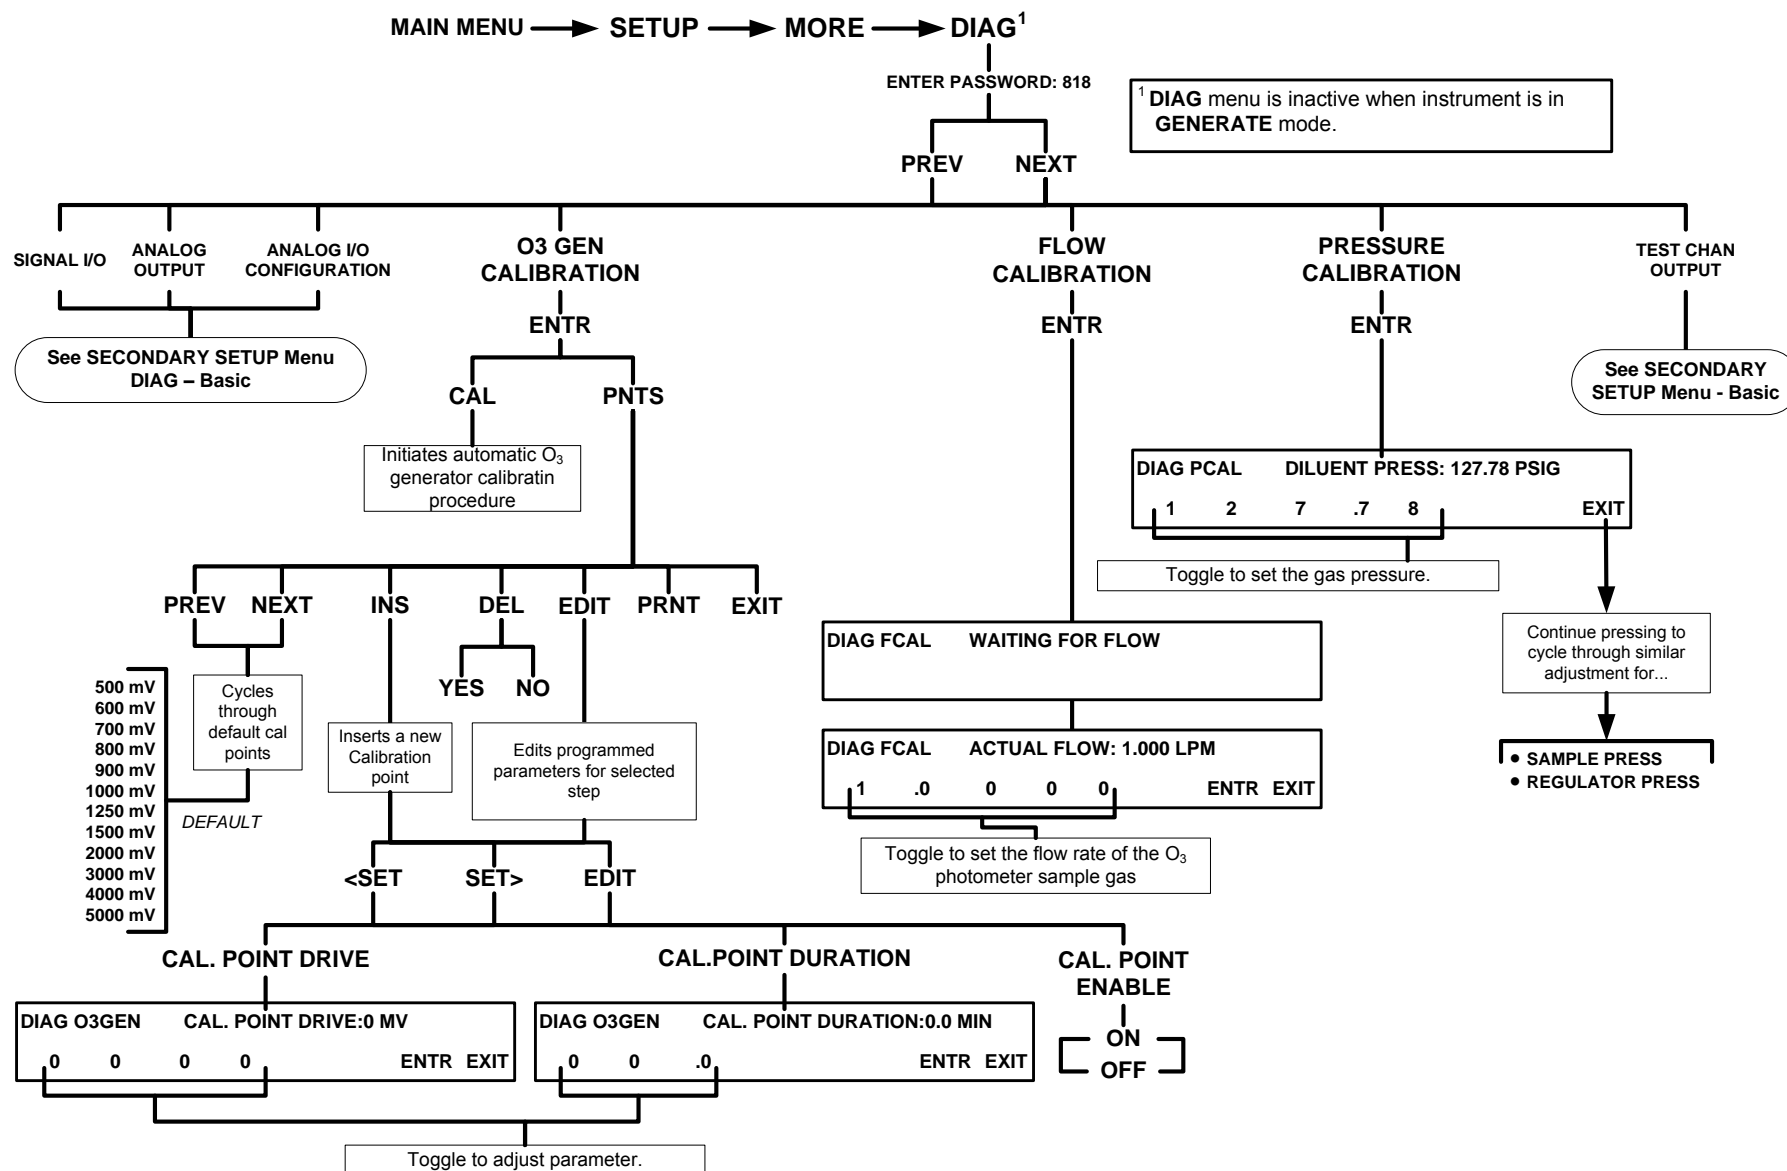 MAIN MENU SETUP MORE DIAG1
ENTER PASSWORD: 818
1 DIAG menu is inactive when instrument is in
GENERATE mode.
PREV NEXT
SIGNAL I/O
ANALOG
OUTPUT
ANALOG I/O
CONFIGURATION
O3 GEN
CALIBRATION
FLOW
CALIBRATION
PRESSURE
CALIBRATION
TEST CHAN
OUTPUT
ENTR
ENTR
ENTR
See SECONDARY SETUP Menu
DIAG – Basic
See SECONDARY
SETUP Menu - Basic
CAL PNTS
Initiates automatic O3
generator calibratin
procedure
DIAG PCAL DILUENT PRESS: 127.78 PSIG
1 2 7 .7 8 EXIT
Toggle to set the gas pressure.
Continue pressing to
cycle through similar
adjustment for...
• SAMPLE PRESS
• REGULATOR PRESS
PREV NEXT INS DEL EDIT PRNT EXIT
YES NO
500 mV
600 mV
700 mV
800 mV
900 mV
1000 mV
1250 mV
1500 mV
2000 mV
3000 mV
4000 mV
5000 mV
Cycles
through
default cal
points
DEFAULT
Inserts a new
Calibration
point
Edits programmed
parameters for selected
step
DIAG FCAL WAITING FOR FLOW
DIAG FCAL ACTUAL FLOW: 1.000 LPM
1 .0 0 0 0 ENTR EXIT
Toggle to set the flow rate of the O3
photometer sample gas
<SET SET> EDIT
CAL. POINT DRIVE
CAL.POINT DURATION
CAL. POINT
ENABLE
DIAG O3GEN CAL. POINT DRIVE:0 MV
0 0 0 0 ENTR EXIT
DIAG O3GEN CAL. POINT DURATION:0.0 MIN
0 0 .0 ENTR EXIT
ON
OFF
Toggle to adjust parameter.